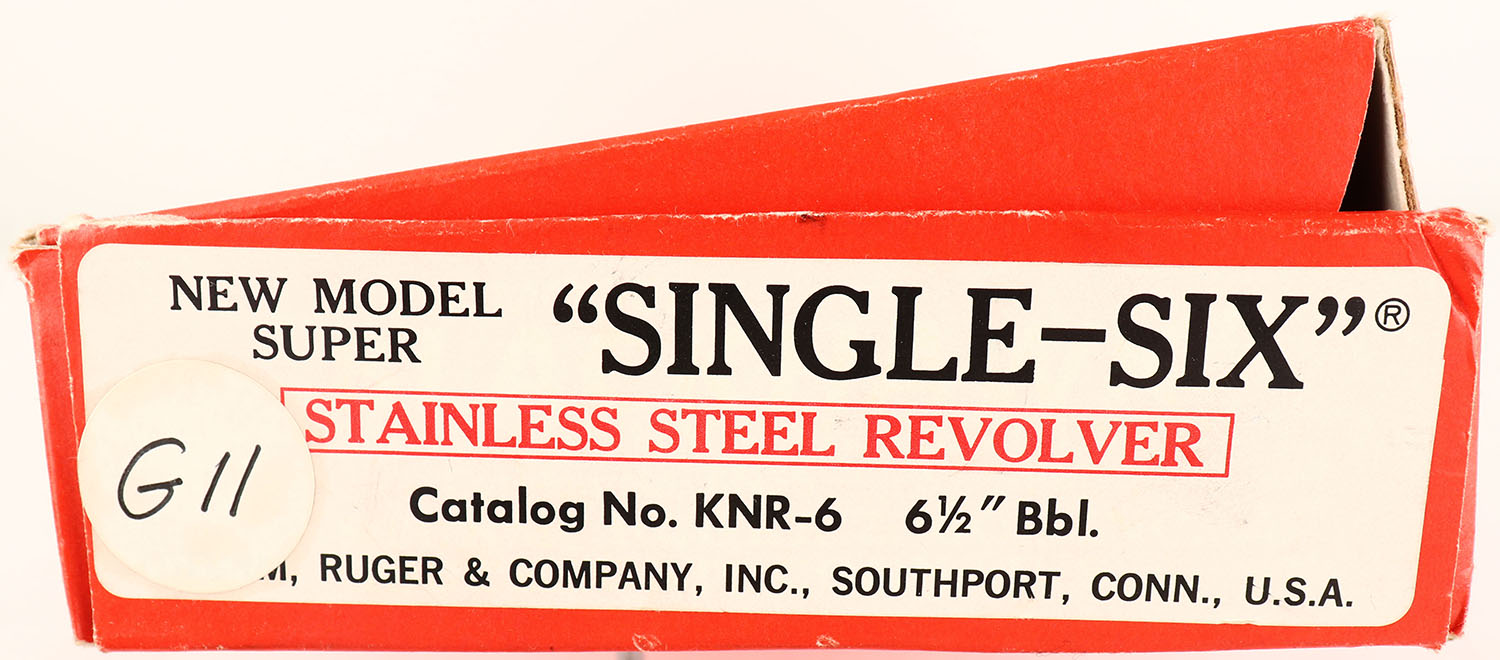 NEW MODEL
SUPER
“SINGLE–SIX”®
STAINLESS STEEL REVOLVER
G11
Catalog No. KNR-6 6½″ Bbl.
RUGER & COMPANY, INC., SOUTHPORT, CONN., U.S.A.